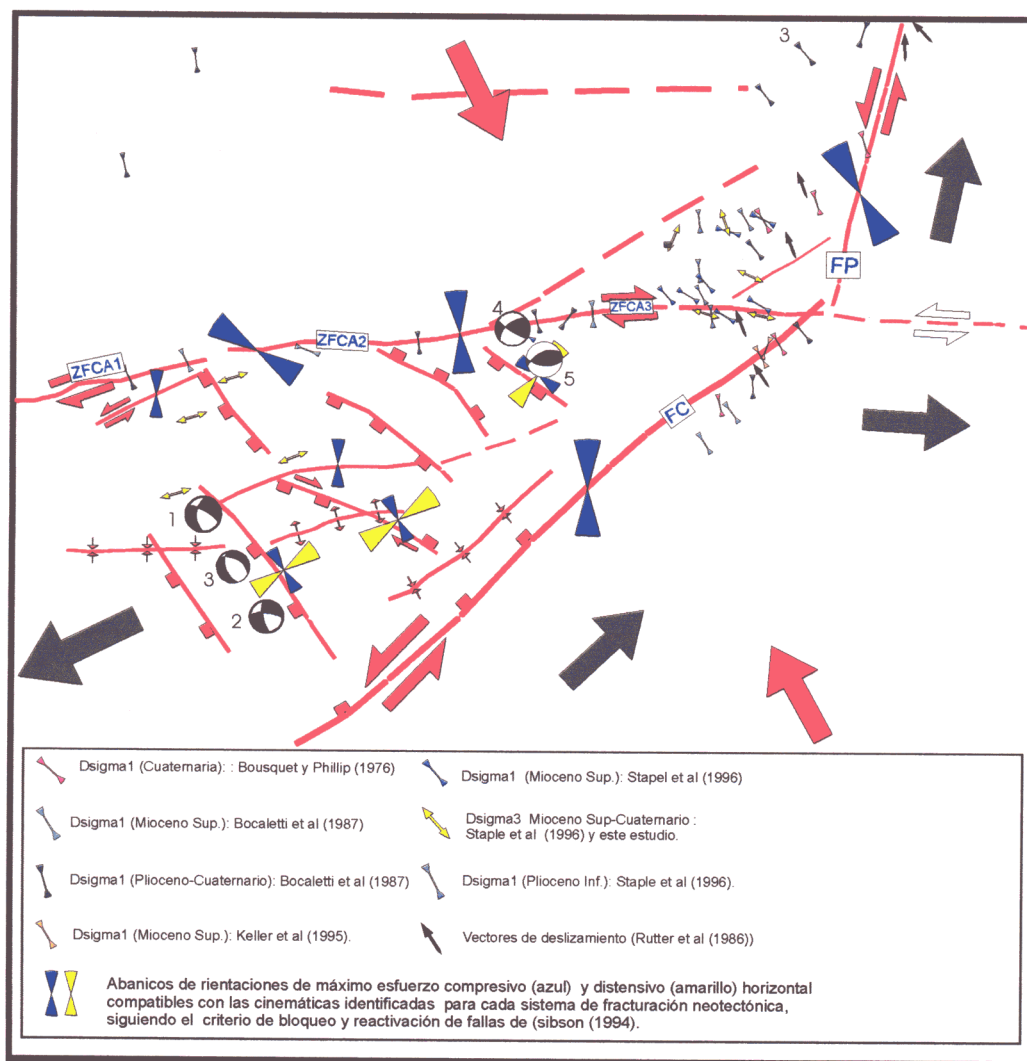 3
FP
4
ZFCA3
ZFCA2
ZFCA1
5
FC
1
3
2
Dsigma1 (Cuaternaria): : Bousquet y Phillip (1976)
Dsigma1 (Mioceno Sup.): Stapel et al (1996)
Dsigma1 (Mioceno Sup.): Bocaletti et al (1987)
Dsigma3 Mioceno Sup-Cuaternario :
Staple et al (1996) y este estudio.
Dsigma1 (Plioceno-Cuaternario): Bocaletti et al (1987)
Dsigma1 (Plioceno Inf.): Staple et al (1996).
Dsigma1 (Mioceno Sup.): Keller et al (1995).
Vectores de deslizamiento (Rutter et al (1986))
Abanicos de rientaciones de máximo esfuerzo compresivo (azul) y distensivo (amarillo) horizontal
compatibles con las cinemáticas identificadas para cada sistema de fracturación neotectónica,
siguiendo el criterio de bloqueo y reactivación de fallas de (sibson (1994).